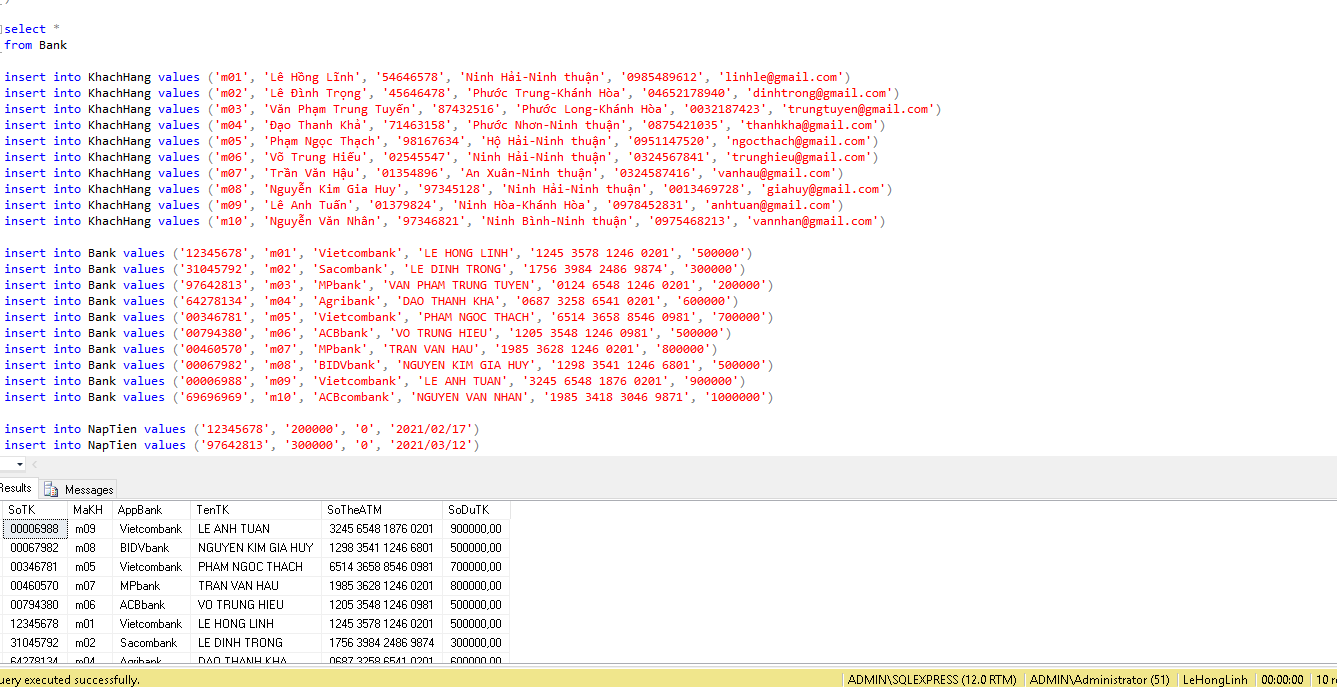 )
select *
from Bank
insert into KhachHang values ('m01', 'Lê Hồng Lĩnh', '54646578', 'Ninh Hải-Ninh thuận', '0985489612', 'linhle@gmail.com')
insert into KhachHang values ('m02', 'Lê Đình Trọng', '45646478', 'Phước Trung-Khánh Hòa', '04652178940', 'dinhtrong@gmail.com')
insert into KhachHang values ('m03', 'Văn Phạm Trung Tuyến', '87432516', 'Phước Long-Khánh Hòa', '0032187423', 'trungtuyen@gmail.com')
insert into KhachHang values ('m04', 'Đạo Thanh Khả', '71463158', 'Phước Nhơn-Ninh thuận', '0875421035', 'thanhkha@gmail.com')
insert into KhachHang values ('m05', 'Phạm Ngọc Thạch', '98167634', 'Hộ Hải-Ninh thuận', '0951147520', 'ngocthach@gmail.com')
insert into KhachHang values ('m06', 'Võ Trung Hiếu', '02545547', 'Ninh Hải-Ninh thuận', '0324567841', 'trunghieu@gmail.com')
insert into KhachHang values ('m07', 'Trần Văn Hậu', '01354896', 'An Xuân-Ninh thuận', '0324587416', 'vanhau@gmail.com')
insert into KhachHang values ('m08', 'Nguyễn Kim Gia Huy', '97345128', 'Ninh Hải-Ninh thuận', '0013469728', 'giahuy@gmail.com')
insert into KhachHang values ('m09', 'Lê Anh Tuấn', '01379824', 'Ninh Hòa-Khánh Hòa', '0978452831', 'anhtuan@gmail.com')
insert into KhachHang values ('m10', 'Nguyễn Văn Nhân', '97346821', 'Ninh Bình-Ninh thuận', '0975468213', 'vannhan@gmail.com')
insert into Bank values ('12345678', 'm01', 'Vietcombank', 'LE HONG LINH', '1245 3578 1246 0201', '500000')
insert into Bank values ('31045792', 'm02', 'Sacombank', 'LE DINH TRONG', '1756 3984 2486 9874', '300000')
insert into Bank values ('97642813', 'm03', 'MPbank', 'VAN PHAM TRUNG TUYEN', '0124 6548 1246 0201', '200000')
insert into Bank values ('64278134', 'm04', 'Agribank', 'DAO THANH KHA', '0687 3258 6541 0201', '600000')
insert into Bank values ('00346781', 'm05', 'Vietcombank', 'PHAM NGOC THACH', '6514 3658 8546 0981', '700000')
insert into Bank values ('00794380', 'm06', 'ACBbank', 'VO TRUNG HIEU', '1205 3548 1246 0981', '500000')
insert into Bank values ('00460570', 'm07', 'MPbank', 'TRAN VAN HAU', '1985 3628 1246 0201', '800000')
insert into Bank values ('00067982', 'm08', 'BIDVbank', 'NGUYEN KIM GIA HUY', '1298 3541 1246 6801', '500000')
insert into Bank values ('00006988', 'm09', 'Vietcombank', 'LE ANH TUAN', '3245 6548 1876 0201', '900000')
insert into Bank values ('69696969', 'm10', 'ACBcombank', 'NGUYEN VAN NHAN', '1985 3418 3046 9871', '1000000')
insert into NapTien values ('12345678', '200000', '0', '2021/02/17')
insert into NapTien values ('97642813', '300000', '0', '2021/03/12')
Results Messages
SoTK MaKH AppBank TenTK SoTheATM SoDuTK
00006988 m09 Vietcombank LE ANH TUAN 3245 6548 1876 0201 900000,00
00067982 m08 BIDVbank NGUYEN KIM GIA HUY 1298 3541 1246 6801 500000,00
00346781 m05 Vietcombank PHAM NGOC THACH 6514 3658 8546 0981 700000,00
00460570 m07 MPbank TRAN VAN HAU 1985 3628 1246 0201 800000,00
00794380 m06 ACBbank VO TRUNG HIEU 1205 3548 1246 0981 500000,00
12345678 m01 Vietcombank LE HONG LINH 1245 3578 1246 0201 500000,00
31045792 m02 Sacombank LE DINH TRONG 1756 3984 2486 9874 300000,00
64278134 m04 Agribank DAO THANH KHA 0687 3258 6541 0201 600000,00
uery executed successfully. ADMIN\SQLEXPRESS (12.0 RTM) ADMIN\Administrator (51) LeHongLinh 00:00:00 10 r